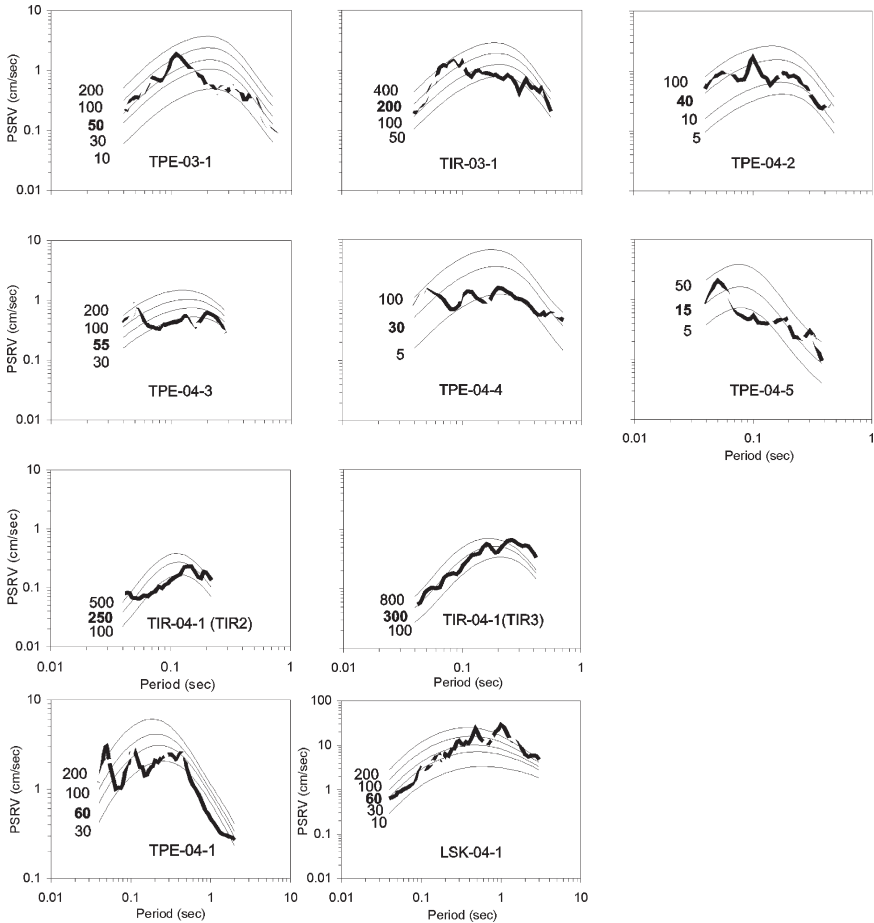 10
1
0.1
0.01
PSRV (cm/sec)
200
100
50
30
10
TPE-03-1
400
200
100
50
TIR-03-1
100
40
10
5
TPE-04-2
10
1
0.1
0.01
PSRV (cm/sec)
200
100
55
30
TPE-04-3
100
30
5
TPE-04-4
50
15
5
TPE-04-5
0.01 0.1 1
Period (sec)
10
1
0.1
0.01
PSRV (cm/sec)
500
250
100
TIR-04-1 (TIR2)
0.01 0.1 1
Period (sec)
800
300
100
TIR-04-1(TIR3)
0.01 0.1 1
Period (sec)
10
1
0.1
PSRV (cm/sec)
200
100
60
30
TPE-04-1
0.01 0.1 1 10
Period (sec)
100
10
1
0.1
0.01
PSRV (cm/sec)
200
100
60
30
10
LSK-04-1
0.01 0.1 1 10
Period (sec)